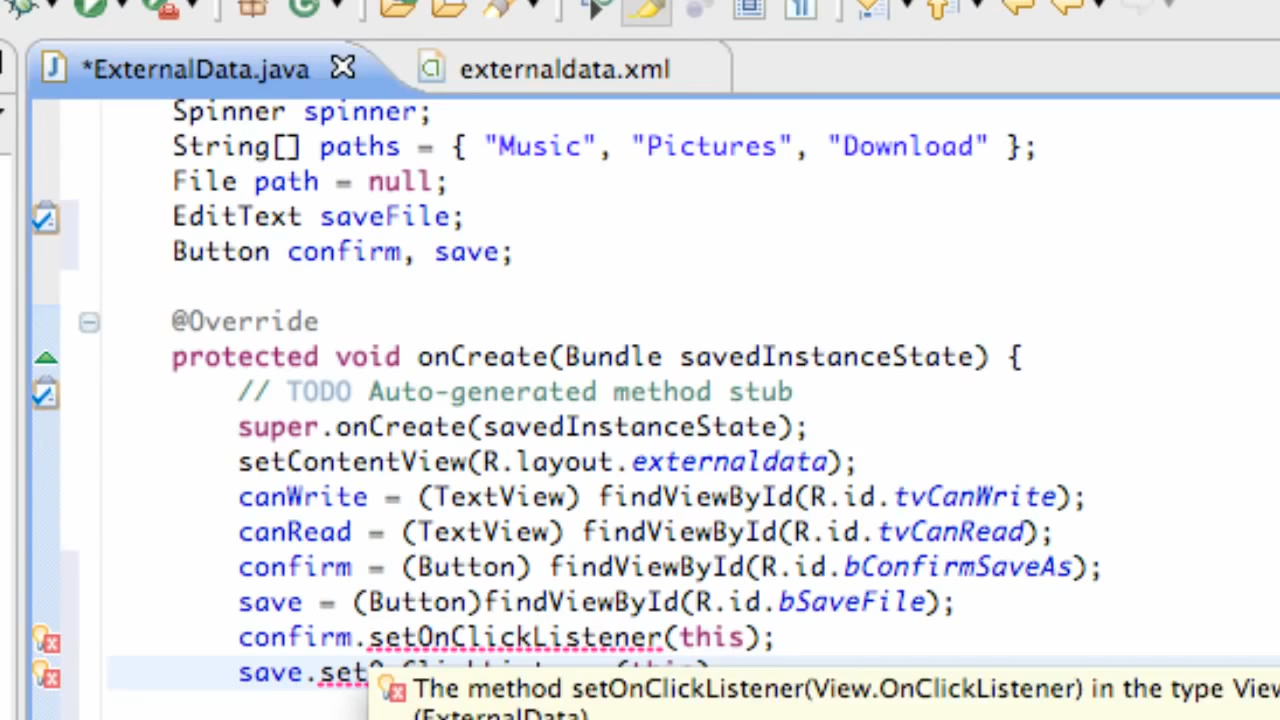 *ExternalData.java
externaldata.xml
Spinner spinner;
String[] paths = { "Music", "Pictures", "Download" };
File path = null;
EditText saveFile;
Button confirm, save;
@Override
protected void onCreate(Bundle savedInstanceState) {
// TODO Auto-generated method stub
super.onCreate(savedInstanceState);
setContentView(R.layout.externaldata);
canWrite = (TextView) findViewById(R.id.tvCanWrite);
canRead = (TextView) findViewById(R.id.tvCanRead);
confirm = (Button) findViewById(R.id.bConfirmSaveAs);
save = (Button)findViewById(R.id.bSaveFile);
confirm.setOnClickListener(this);
save.setOnClickListener(this)
The method setOnClickListener(View.OnClickListener) in the type View
(ExternalData)